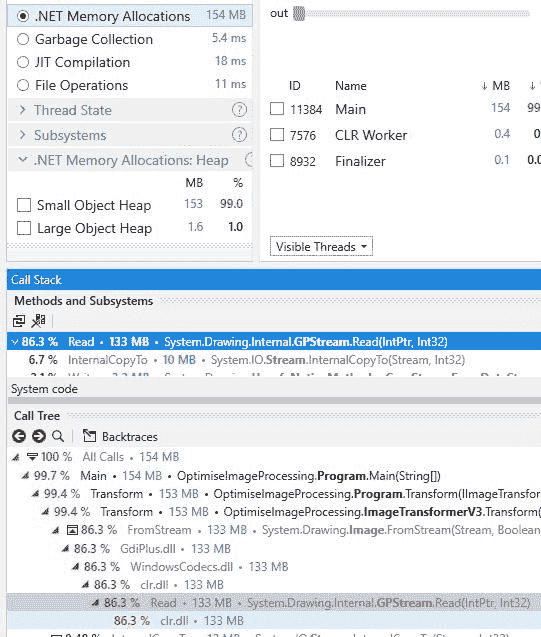 .NET Memory Allocations 154 MB
Garbage Collection 5.4 ms
JIT Compilation 18 ms
File Operations 11 ms
> Thread State ?
> Subsystems ?
.NET Memory Allocations: Heap
MB %
Small Object Heap 153 99.0
Large Object Heap 1.6 1.0
out
ID Name ↓ MB ↓
11384 Main 154 99.
7576 CLR Worker 0.4 0.
8932 Finalizer 0.1 0.0
Visible Threads
Call Stack
Methods and Subsystems
86.3 % Read • 133 MB • System.Drawing.Internal.GPStream.Read(IntPtr, Int32)
6.7 % InternalCopyTo • 10 MB • System.IO.Stream.InternalCopyTo(Stream, Int32)
System code
Call Tree
Backtraces
100 % All Calls • 154 MB
99.7 % Main • 154 MB • OptimiseImageProcessing.Program.Main(String[])
99.4 % Transform • 153 MB • OptimiseImageProcessing.Program.Transform(IImageTransform
99.4 % Transform • 153 MB • OptimiseImageProcessing.ImageTransformerV3.Transform(
86.3 % FromStream • 133 MB • System.Drawing.Image.FromStream(Stream, Boolean
86.3 % GdiPlus.dll • 133 MB
86.3 % WindowsCodecs.dll • 133 MB
86.3 % clr.dll • 133 MB
86.3 % Read • 133 MB • System.Drawing.Internal.GPStream.Read(IntPtr, Int32)
86.3 % clr.dll • 133 MB